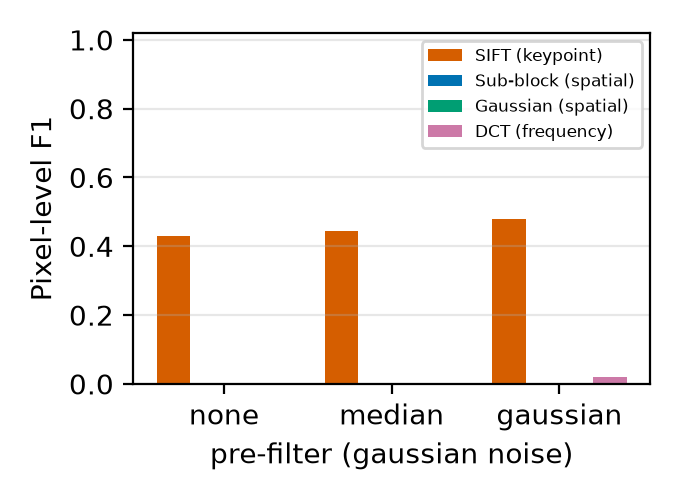 1.0
0.8
0.6
0.4
0.2
0.0
Pixel-level F1
SIFT (keypoint)
Sub-block (spatial)
Gaussian (spatial)
DCT (frequency)
none
median
gaussian
pre-filter (gaussian noise)